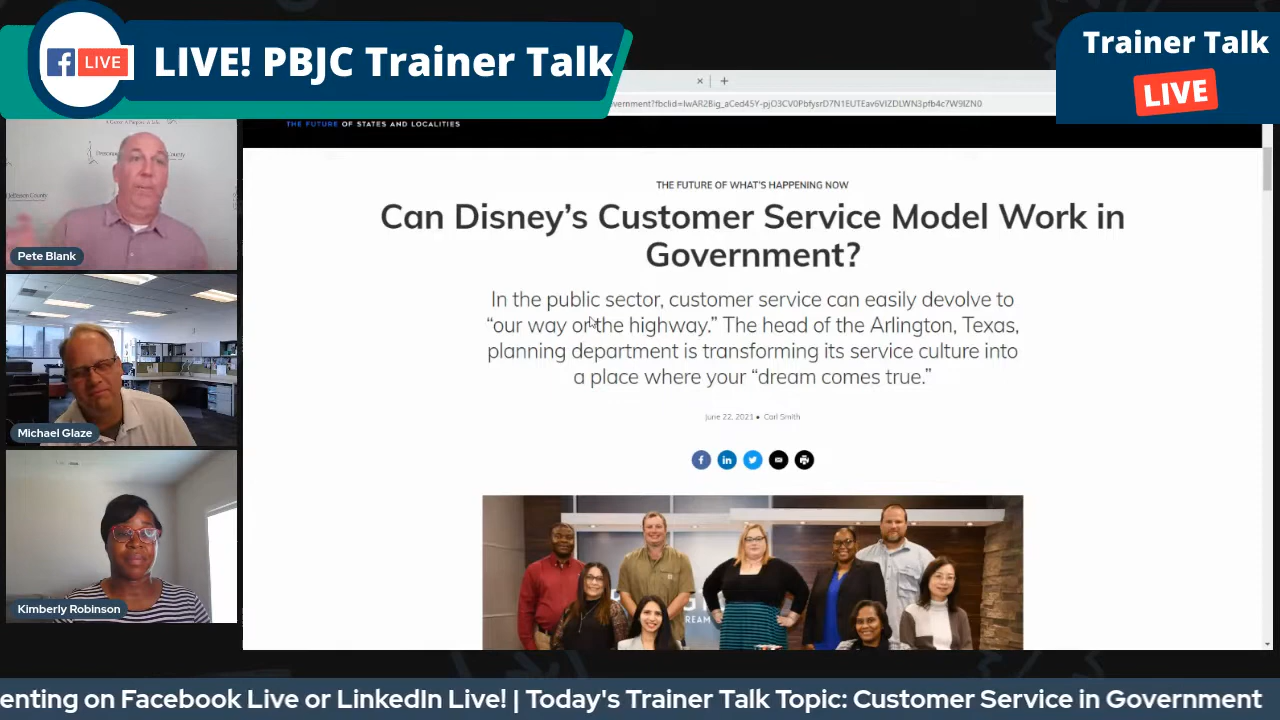 LIVE
LIVE! PBJC Trainer Talk
Trainer Talk
LIVE
THE FUTURE OF STATES AND LOCALITIES
Pete Blank
Michael Glaze
Kimberly Robinson
THE FUTURE OF WHAT'S HAPPENING NOW
Can Disney's Customer Service Model Work in
Government?
In the public sector, customer service can easily devolve to
“our way or the highway.” The head of the Arlington, Texas,
planning department is transforming its service culture into
a place where your “dream comes true.”
June 22, 2021 • Carl Smith
enting on Facebook Live or LinkedIn Live! | Today's Trainer Talk Topic: Customer Service in Government